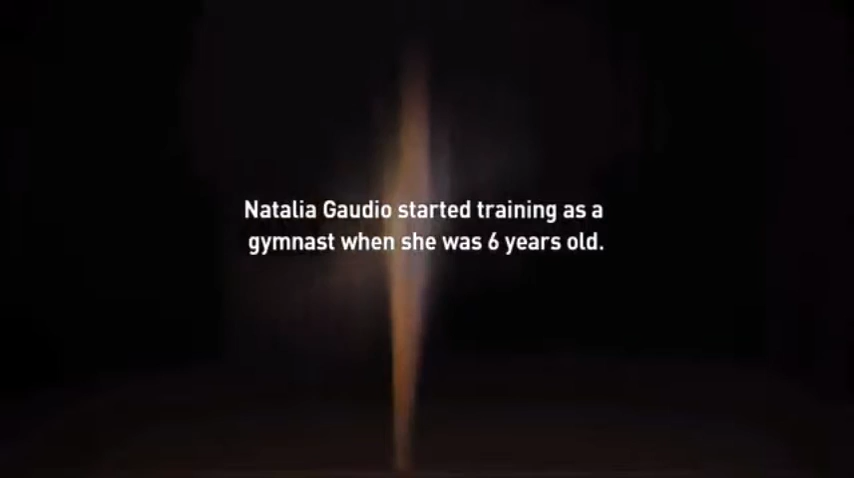 Natalia Gaudio started training as a
gymnast when she was 6 years old.